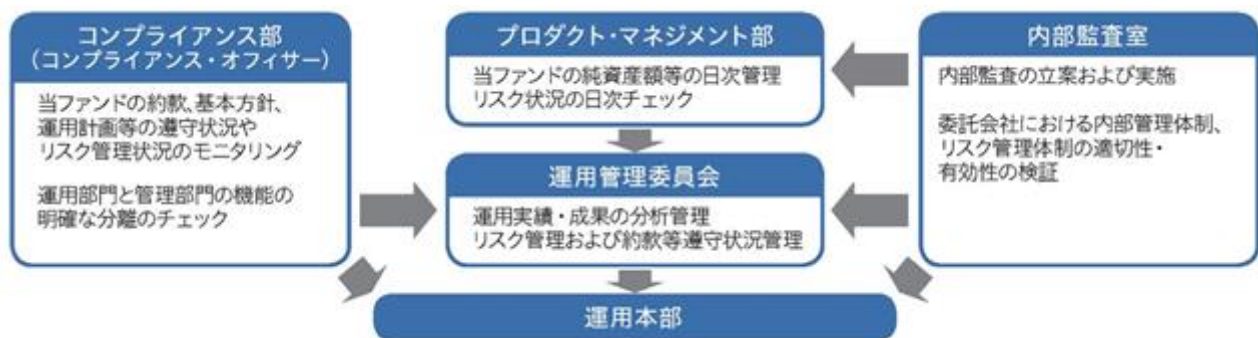 コンプライアンス部
（コンプライアンス・オフィサー）
当ファンドの約款、基本方針、
運用計画等の遵守状況や
リスク管理状況のモニタリング
運用部門と管理部門の機能の
明確な分離のチェック
プロダクト・マネジメント部
当ファンドの純資産額等の日次管理
リスク状況の日次チェック
運用管理委員会
運用実績・成果の分析管理
リスク管理および約款等遵守状況管理
内部監査室
内部監査の立案および実施
委託会社における内部管理体制、
リスク管理体制の適切性・
有効性の検証
運用本部